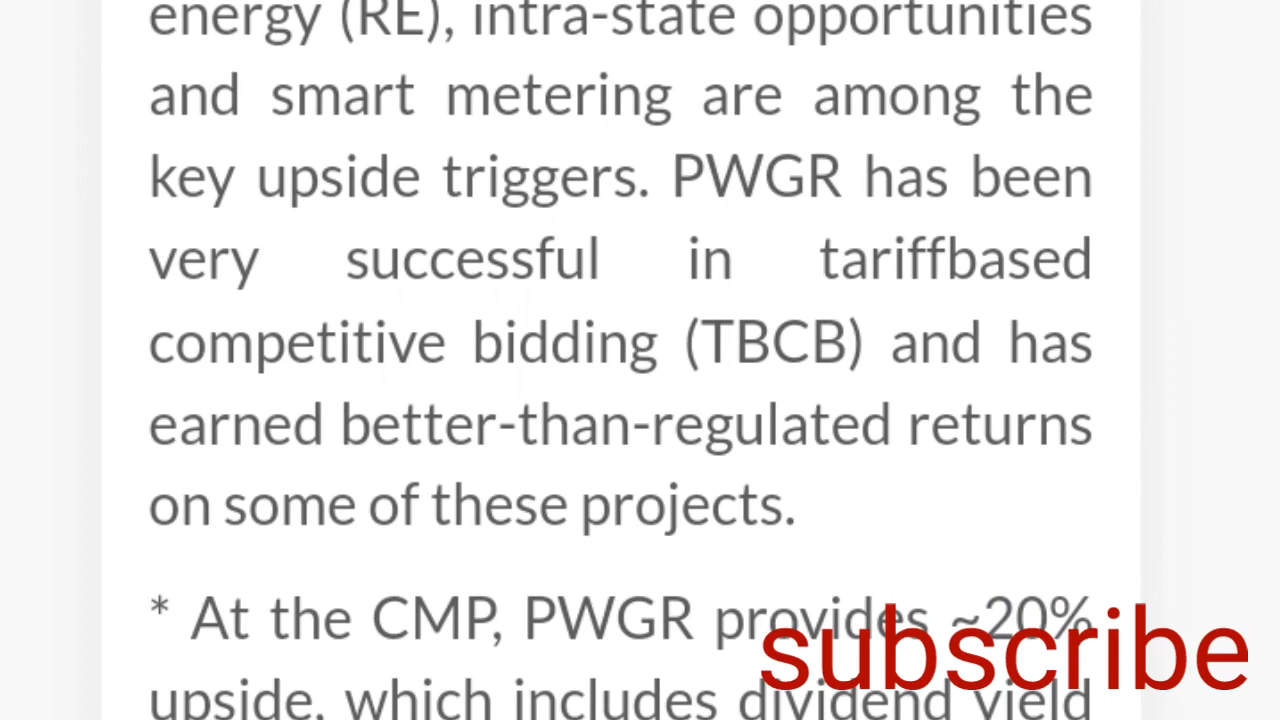 energy (RE), intra-state opportunities
and smart metering are among the
key upside triggers. PWGR has been
very successful in tariffbased
competitive bidding (TBCB) and has
earned better-than-regulated returns
on some of these projects.
* At the CMP, PWGR provides ~20%
upside, which includes dividend yield
subscribe